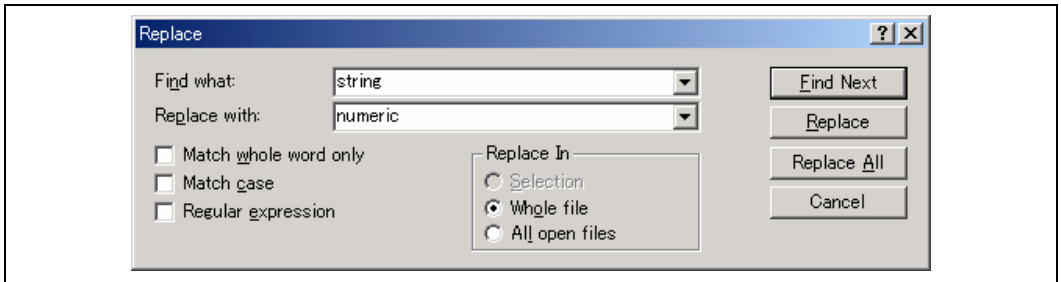 Replace
Find what: string
Replace with: numeric
Match whole word only
Match case
Regular expression
Replace In
Selection
Whole file
All open files
Find Next
Replace
Replace All
Cancel